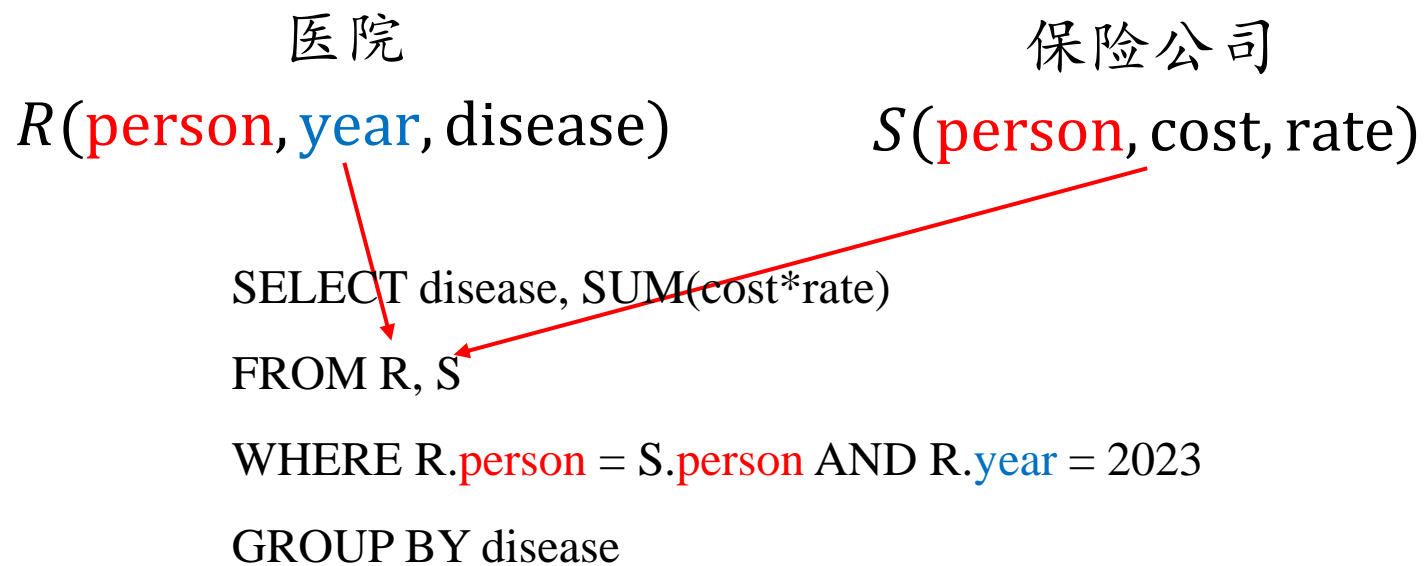 医院
保险公司
R(person, year, disease)
S(person, cost, rate)
SELECT disease, SUM(cost*rate)
FROM R, S
WHERE R.person = S.person AND R.year = 2023
GROUP BY disease